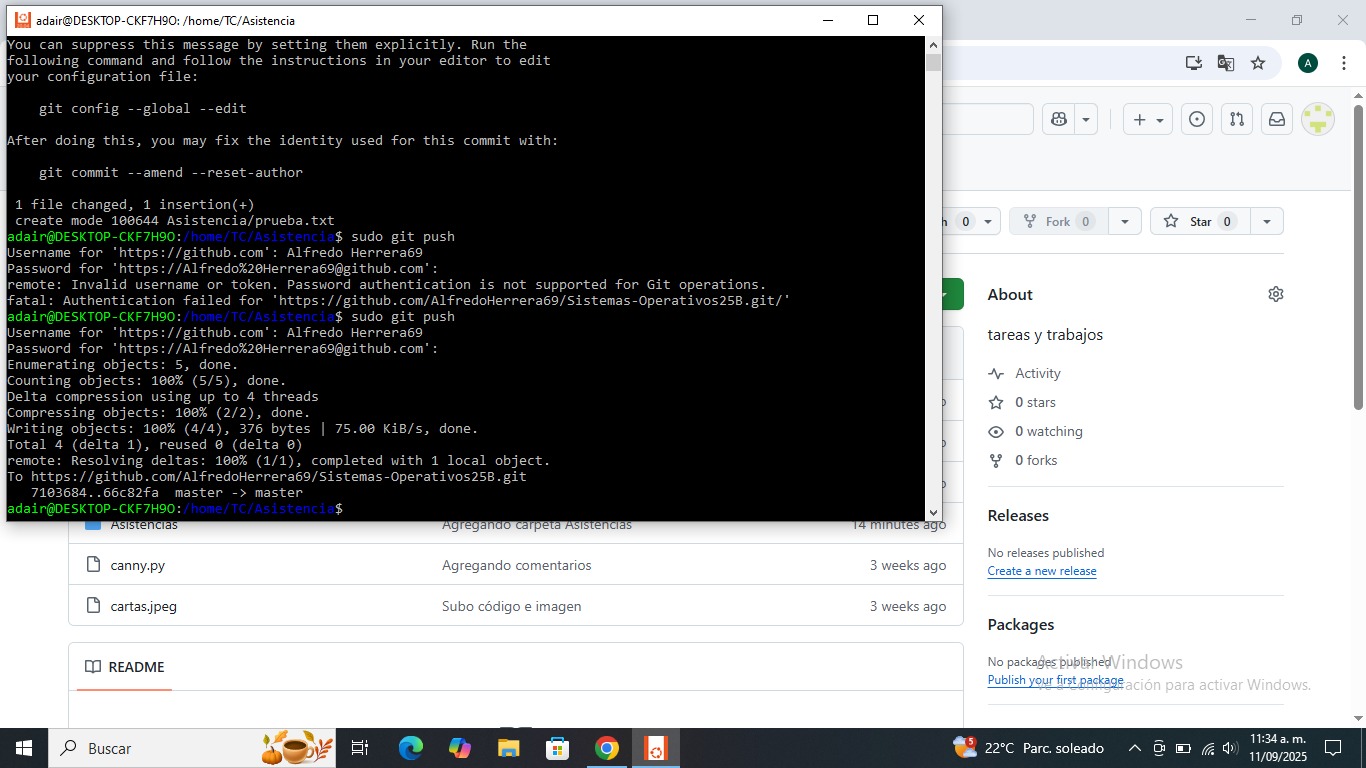 adair@DESKTOP-CKF7H9O: /home/TC/Asistencia
You can suppress this message by setting them explicitly. Run the
following command and follow the instructions in your editor to edit
your configuration file:
git config --global --edit
After doing this, you may fix the identity used for this commit with:
git commit --amend --reset-author
1 file changed, 1 insertion(+)
create mode 100644 Asistencia/prueba.txt
adair@DESKTOP-CKF7H9O:/home/TC/Asistencia$ sudo git push
Username for 'https://github.com': Alfredo Herrera69
Password for 'https://Alfredo%20Herrera69@github.com':
remote: Invalid username or token. Password authentication is not supported for Git operations.
fatal: Authentication failed for 'https://github.com/AlfredoHerrera69/Sistemas-Operativos25B.git/'
adair@DESKTOP-CKF7H9O:/home/TC/Asistencia$ sudo git push
Username for 'https://github.com': Alfredo Herrera69
Password for 'https://Alfredo%20Herrera69@github.com':
Enumerating objects: 5, done.
Counting objects: 100% (5/5), done.
Delta compression using up to 4 threads
Compressing objects: 100% (2/2), done.
Writing objects: 100% (4/4), 376 bytes | 75.00 KiB/s, done.
Total 4 (delta 1), reused 0 (delta 0)
remote: Resolving deltas: 100% (1/1), completed with 1 local object.
To https://github.com/AlfredoHerrera69/Sistemas-Operativos25B.git
7103684..66c82fa  master -> master
adair@DESKTOP-CKF7H9O:/home/TC/Asistencia$
A
0
Fork 0
Star 0
Asistencias Agregando carpeta Asistencias 14 minutes ago
canny.py Agregando comentarios 3 weeks ago
cartas.jpeg Subo código e imagen 3 weeks ago
README
About
tareas y trabajos
Activity
0 stars
0 watching
0 forks
Releases
No releases published
Create a new release
Packages
No packages published
Publish your first package
Activar Windows
Ve a Configuración para activar Windows.
Buscar
5
22°C Parc. soleado
11:34 a. m.
11/09/2025